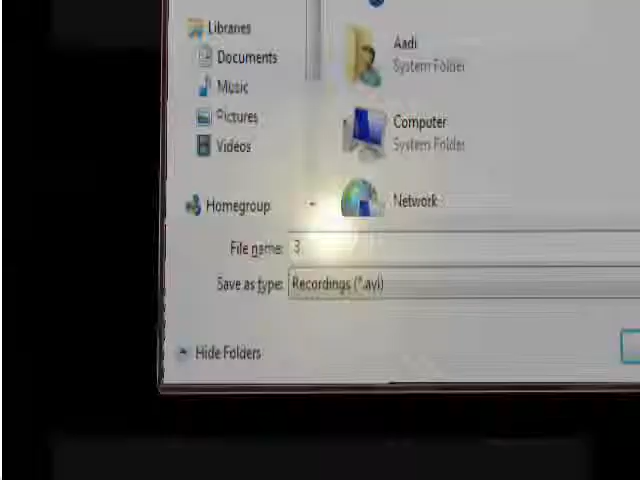 Libraries
Documents
Music
Pictures
Videos
Homegroup
Aadi
System Folder
Computer
System Folder
Network
File name: 3
Save as type: Recordings (*.avi)
Hide Folders